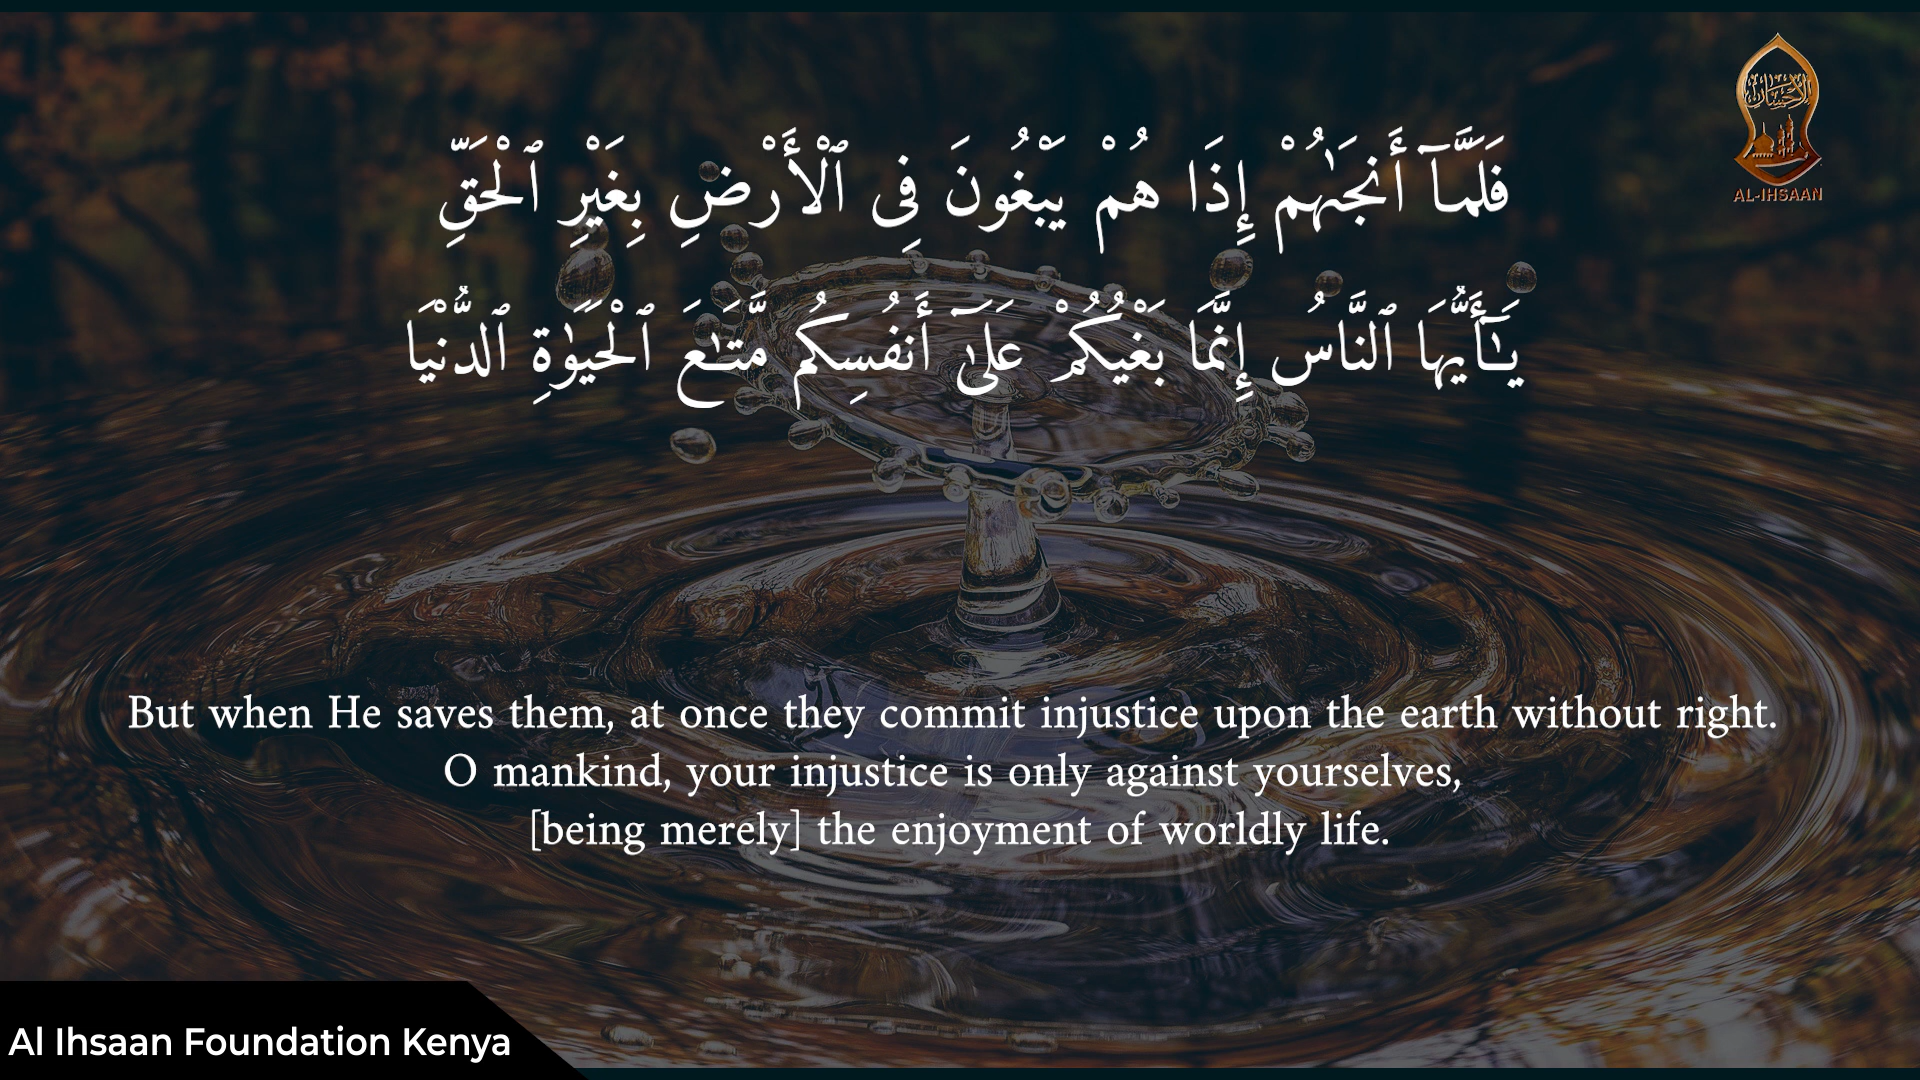 الإحسان
AL-IHSAAN
فَلَمَّآ أَنجَىٰهُمْ إِذَا هُمْ يَبْغُونَ فِى ٱلْأَرْضِ بِغَيْرِ ٱلْحَقِّ
يَـٰٓأَيُّهَا ٱلنَّاسُ إِنَّمَا بَغْيُكُمْ عَلَىٰٓ أَنفُسِكُم مَّتَـٰعَ ٱلْحَيَوٰةِ ٱلدُّنْيَا
But when He saves them, at once they commit injustice upon the earth without right.
O mankind, your injustice is only against yourselves,
[being merely] the enjoyment of worldly life.
Al Ihsaan Foundation Kenya